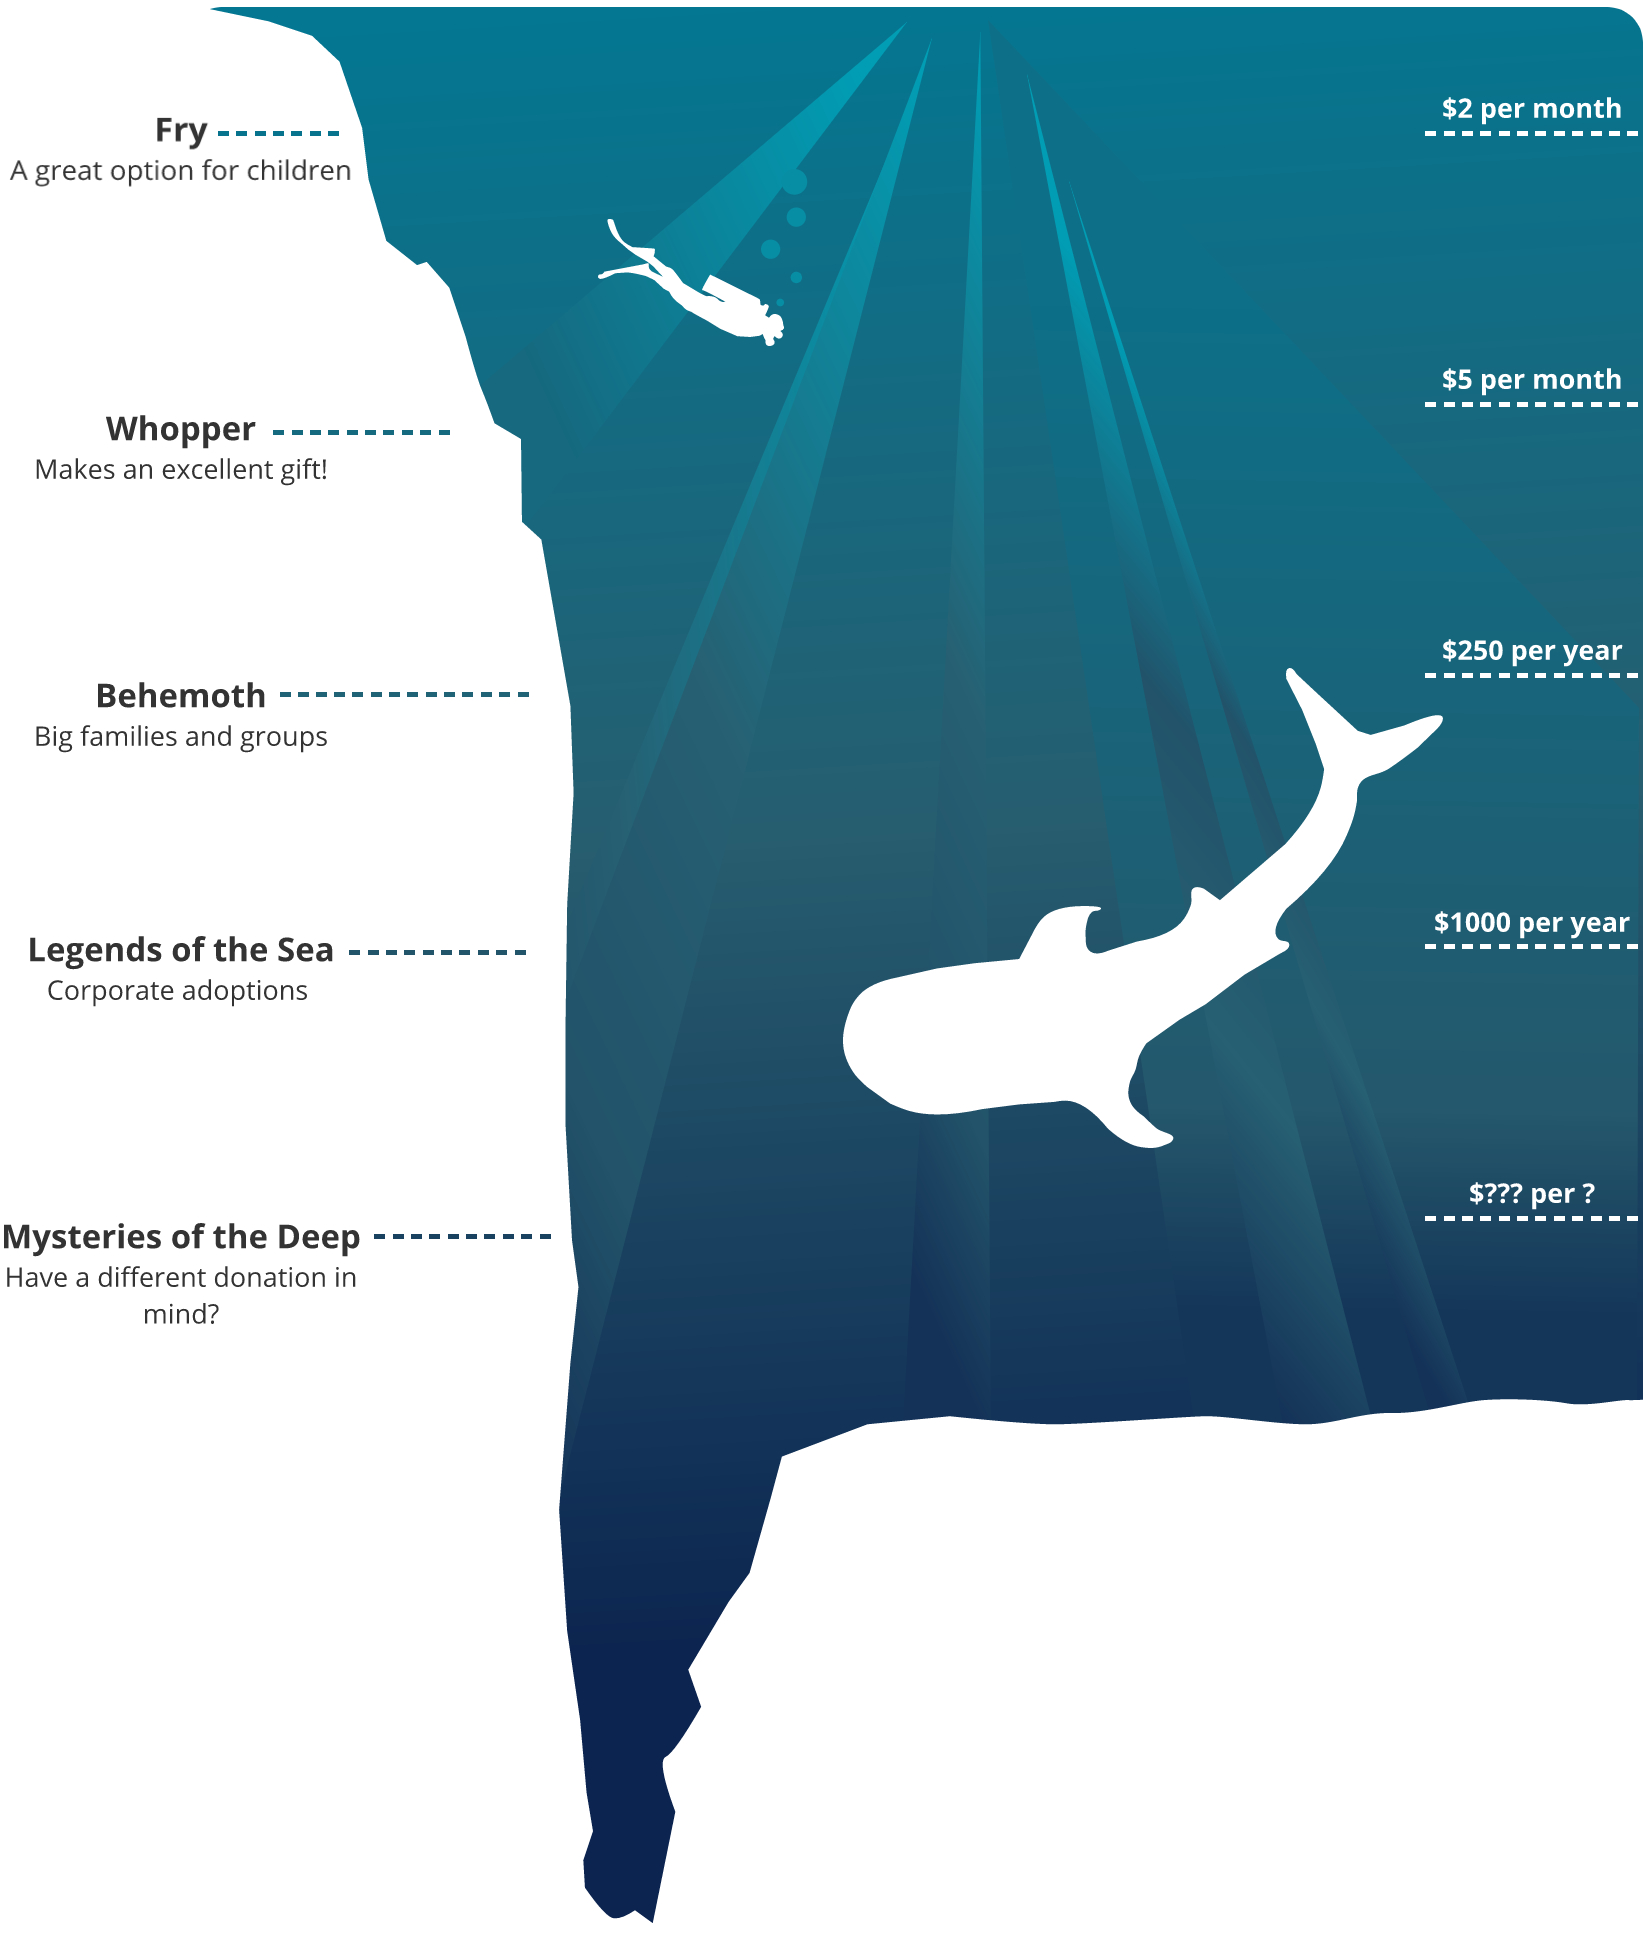 Fry
A great option for children
$2 per month
Whopper
Makes an excellent gift!
$5 per month
Behemoth
Big families and groups
$250 per year
Legends of the Sea
Corporate adoptions
$1000 per year
Mysteries of the Deep
Have a different donation in
mind?
$??? per ?